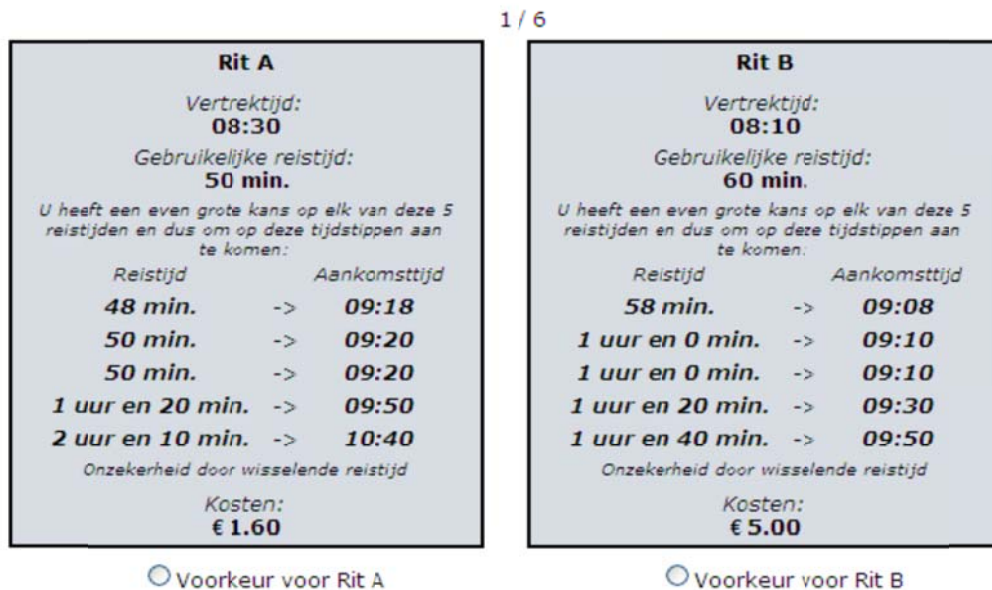 1 / 6
Rit A
Vertrektijd:
08:30
Gebruikelijke reistijd:
50 min.
U heeft een even grote kans op elk van deze 5
reistijden en dus om op deze tijdstippen aan
te komen:
Reistijd Aankomsttijd
48 min. -> 09:18
50 min. -> 09:20
50 min. -> 09:20
1 uur en 20 min. -> 09:50
2 uur en 10 min. -> 10:40
Onzekerheid door wisselende reistijd
Kosten:
€ 1.60
Voorkeur voor Rit A
Rit B
Vertrektijd:
08:10
Gebruikelijke reistijd:
60 min.
U heeft een even grote kans op elk van deze 5
reistijden en dus om op deze tijdstippen aan
te komen:
Reistijd Aankomsttijd
58 min. -> 09:08
1 uur en 0 min. -> 09:10
1 uur en 0 min. -> 09:10
1 uur en 20 min. -> 09:30
1 uur en 40 min. -> 09:50
Onzekerheid door wisselende reistijd
Kosten:
€ 5.00
Voorkeur voor Rit B